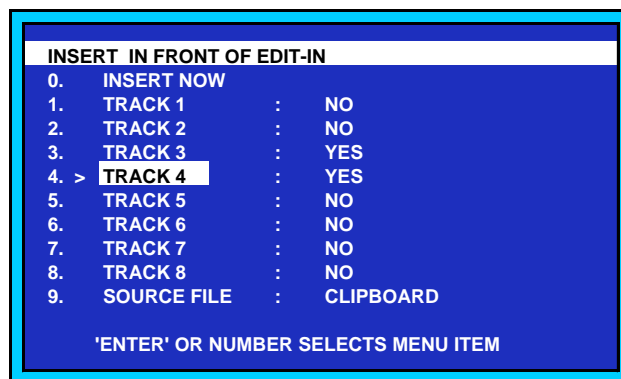 INSERT IN FRONT OF EDIT-IN
0. INSERT NOW
1. TRACK 1 : NO
2. TRACK 2 : NO
3. TRACK 3 : YES
4. > TRACK 4 : YES
5. TRACK 5 : NO
6. TRACK 6 : NO
7. TRACK 7 : NO
8. TRACK 8 : NO
9. SOURCE FILE : CLIPBOARD
'ENTER' OR NUMBER SELECTS MENU ITEM